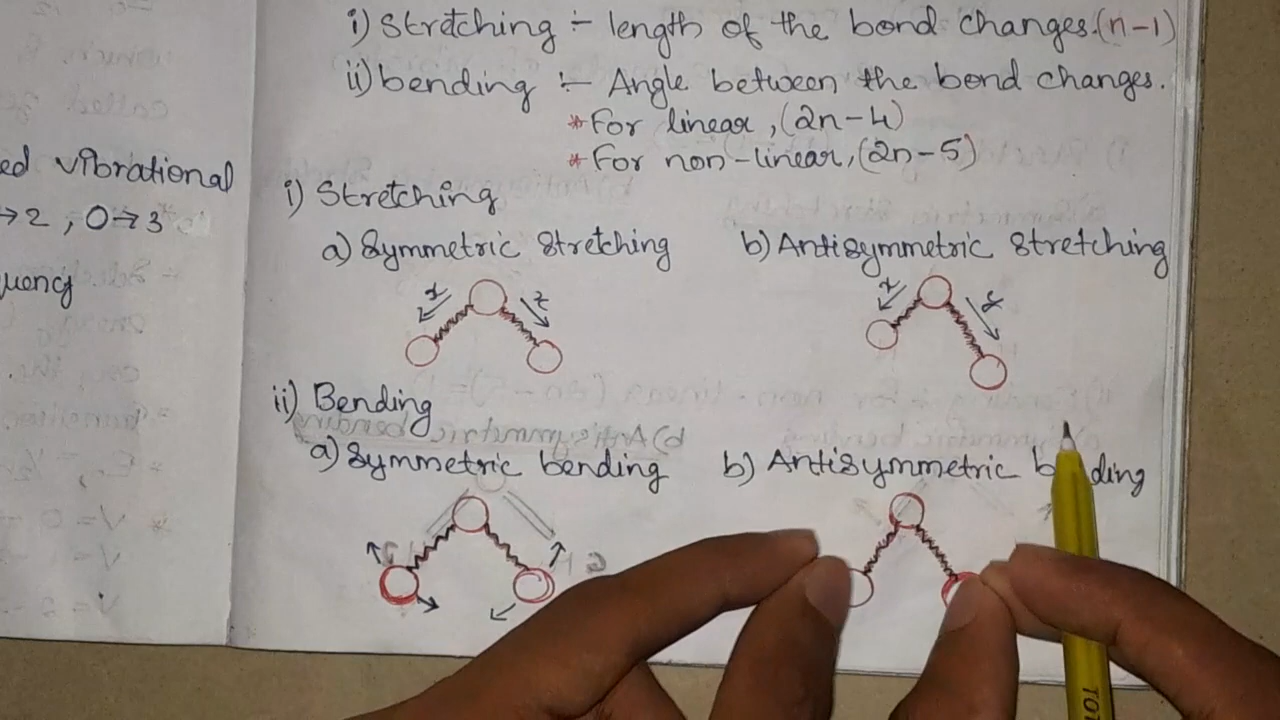 i) Stretching :- length of the bond changes.(n-1)
ii) bending :- Angle between the bond changes.
*For linear, (2n-4)
*For non-linear, (2n-5)
ed vibrational
→2, 0→3
quency
i) Stretching
a) Symmetric Stretching b) Antisymmetric Stretching
ii) Bending
a) Symmetric bending b) Antisymmetric b ding